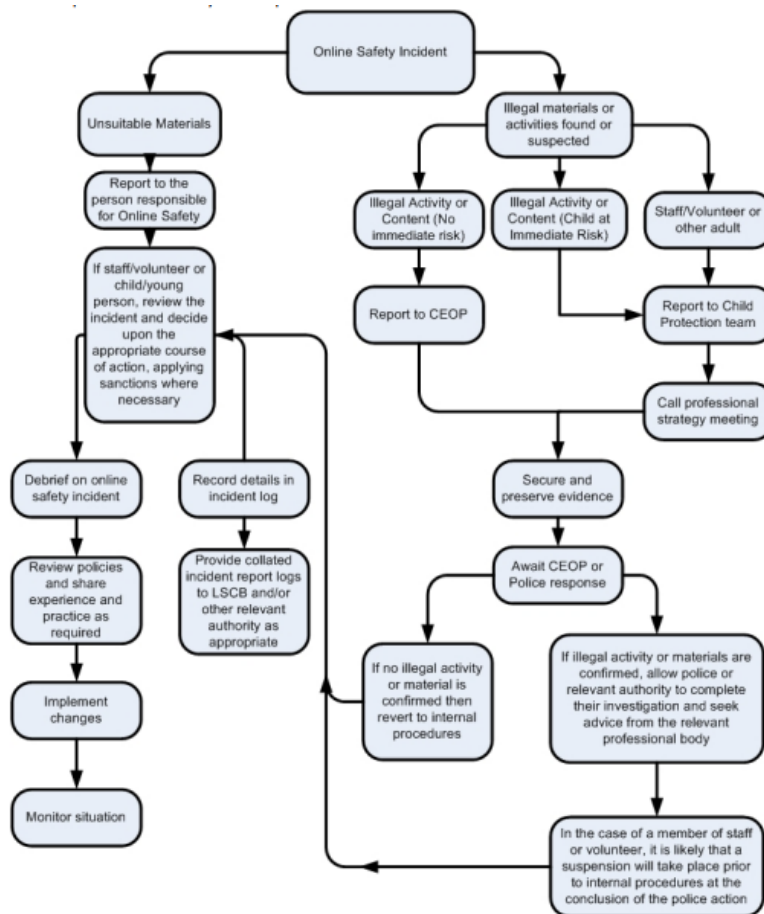 Online Safety Incident
Unsuitable Materials
Illegal materials or
activities found or
suspected
Report to the
person responsible
for Online Safety
Illegal Activity or
Content (No
immediate risk)
Illegal Activity or
Content (Child at
Immediate Risk)
Staff/Volunteer or
other adult
If staff/volunteer or
child/young
person, review the
incident and decide
upon the
appropriate course
of action, applying
sanctions where
necessary
Report to CEOP
Report to Child
Protection team
Call professional
strategy meeting
Debrief on online
safety incident
Record details in
incident log
Secure and
preserve evidence
Review policies
and share
experience and
practice as
required
Provide collated
incident report logs
to LSCB and/or
other relevant
authority as
appropriate
Await CEOP or
Police response
If no illegal activity
or material is
confirmed then
revert to internal
procedures
If illegal activity or materials are
confirmed, allow police or
relevant authority to complete
their investigation and seek
advice from the relevant
professional body
Implement
changes
Monitor situation
In the case of a member of staff
or volunteer, it is likely that a
suspension will take place prior
to internal procedures at the
conclusion of the police action